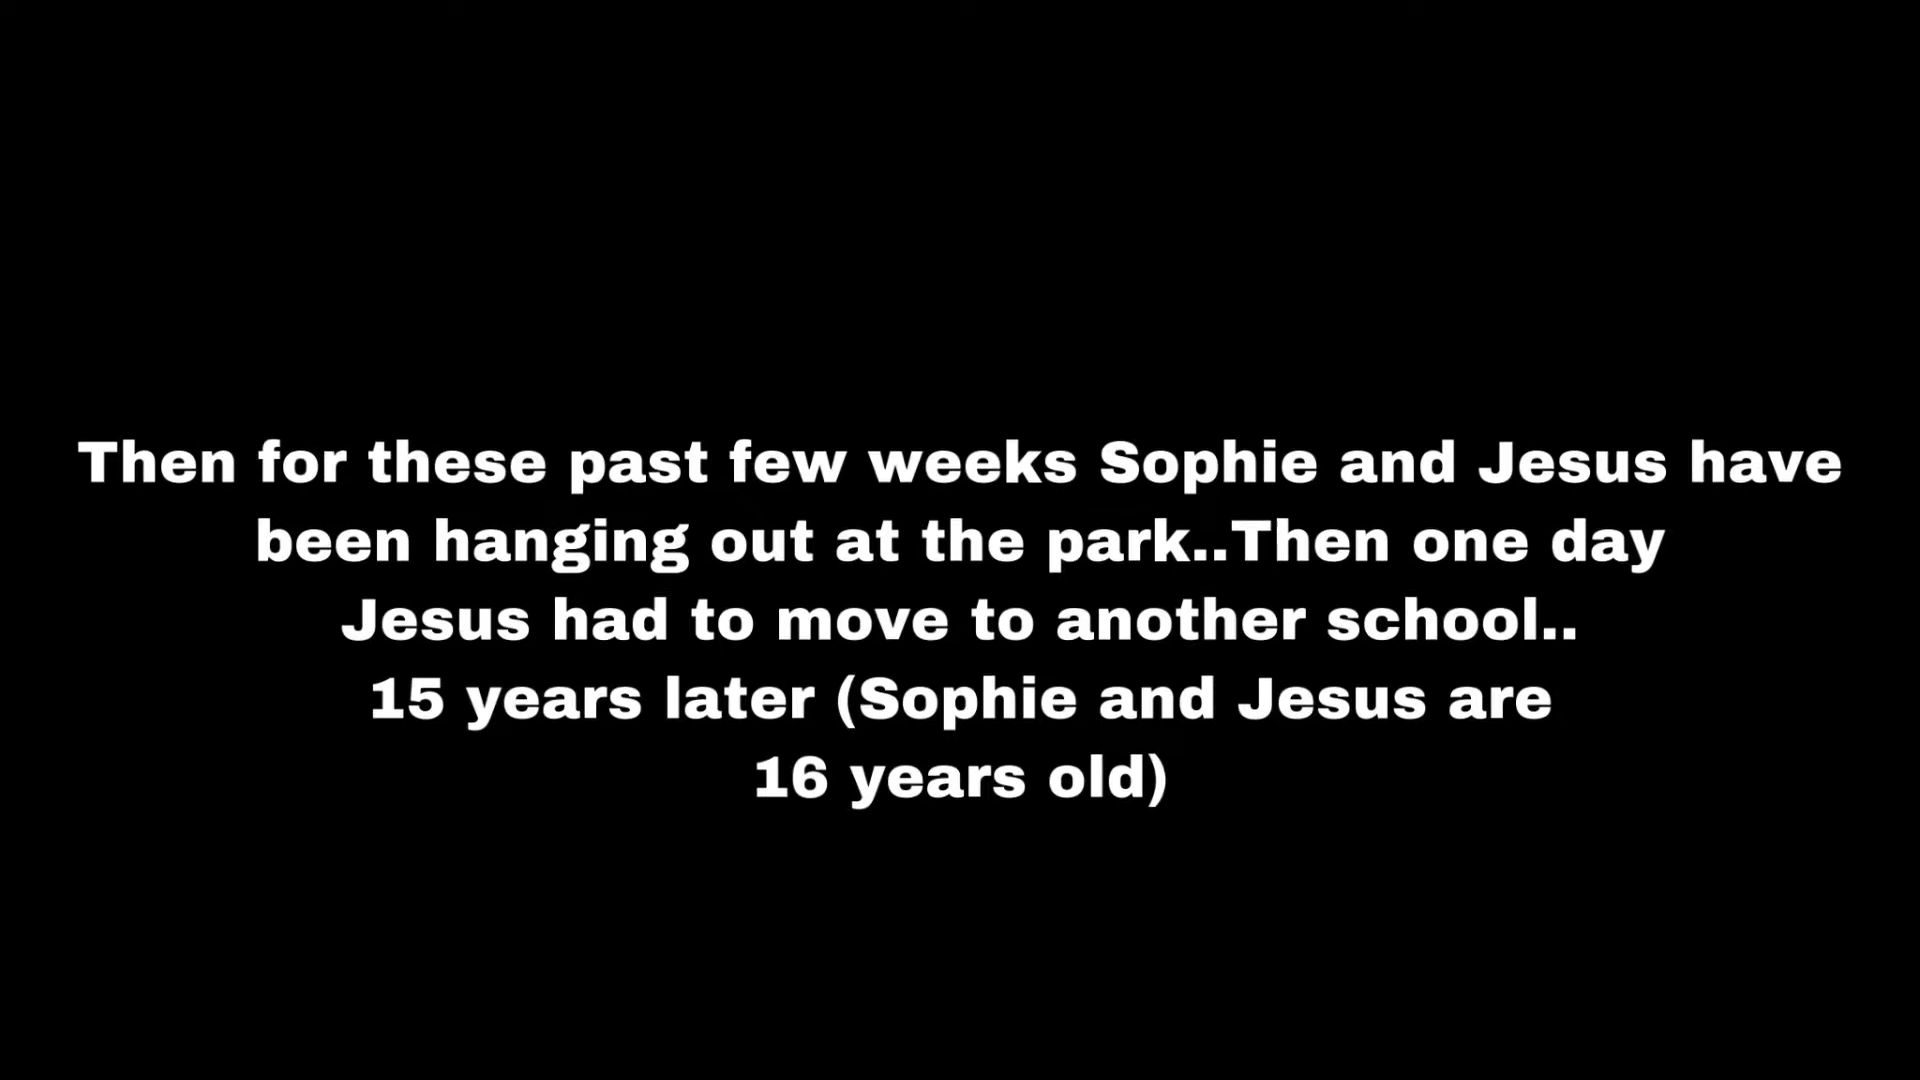 Then for these past few weeks Sophie and Jesus have
been hanging out at the park..Then one day
Jesus had to move to another school..
15 years later (Sophie and Jesus are
16 years old)